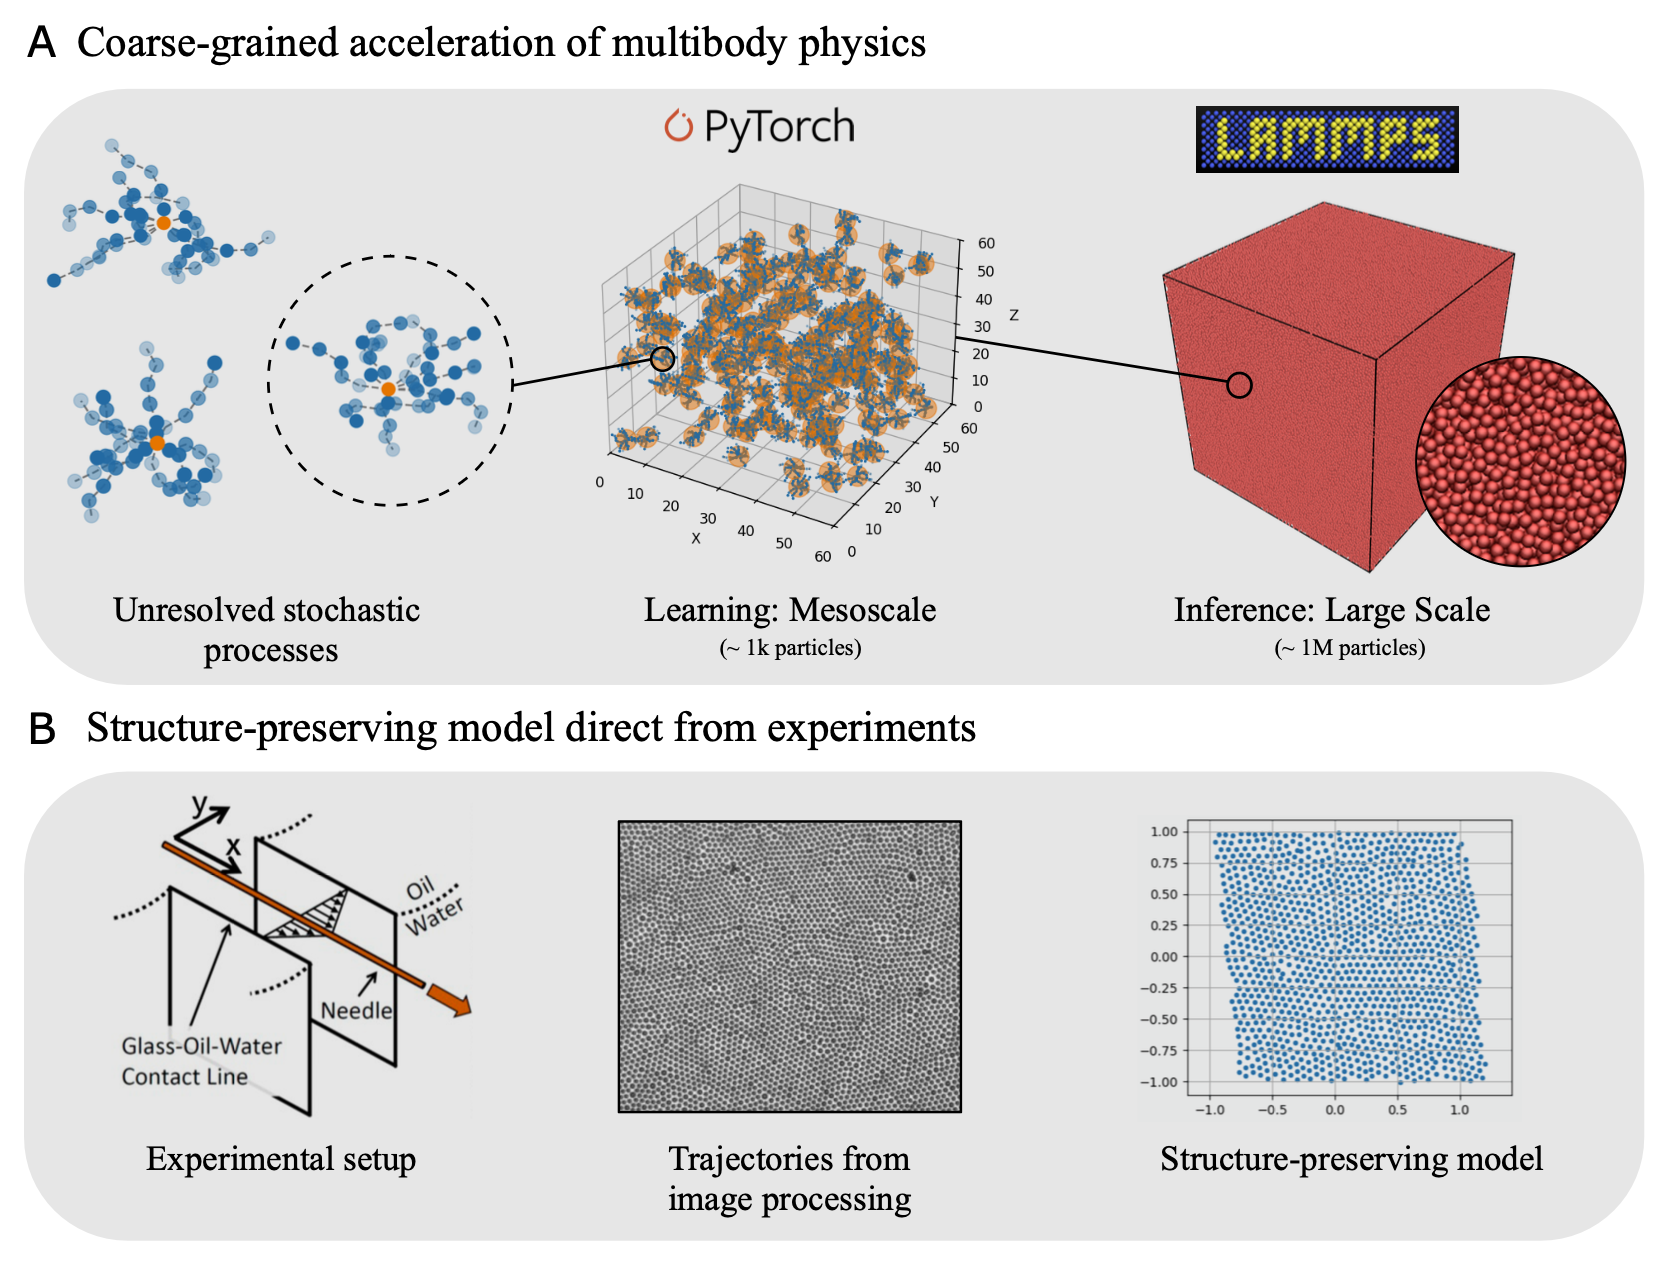 A Coarse-grained acceleration of multibody physics
PyTorch
LAMMPS
60
50
40
30
20
10
0
Z
60
50
40
30
20
10
0
Y
0
10
20
30
40
50
60
X
Unresolved stochastic
processes
Learning: Mesoscale
(~ 1k particles)
Inference: Large Scale
(~ 1M particles)
B Structure-preserving model direct from experiments
y
x
Oil
Water
Needle
Glass-Oil-Water
Contact Line
1.00
0.75
0.50
0.25
0.00
−0.25
−0.50
−0.75
−1.00
−1.0 −0.5 0.0 0.5 1.0
Experimental setup
Trajectories from
image processing
Structure-preserving model